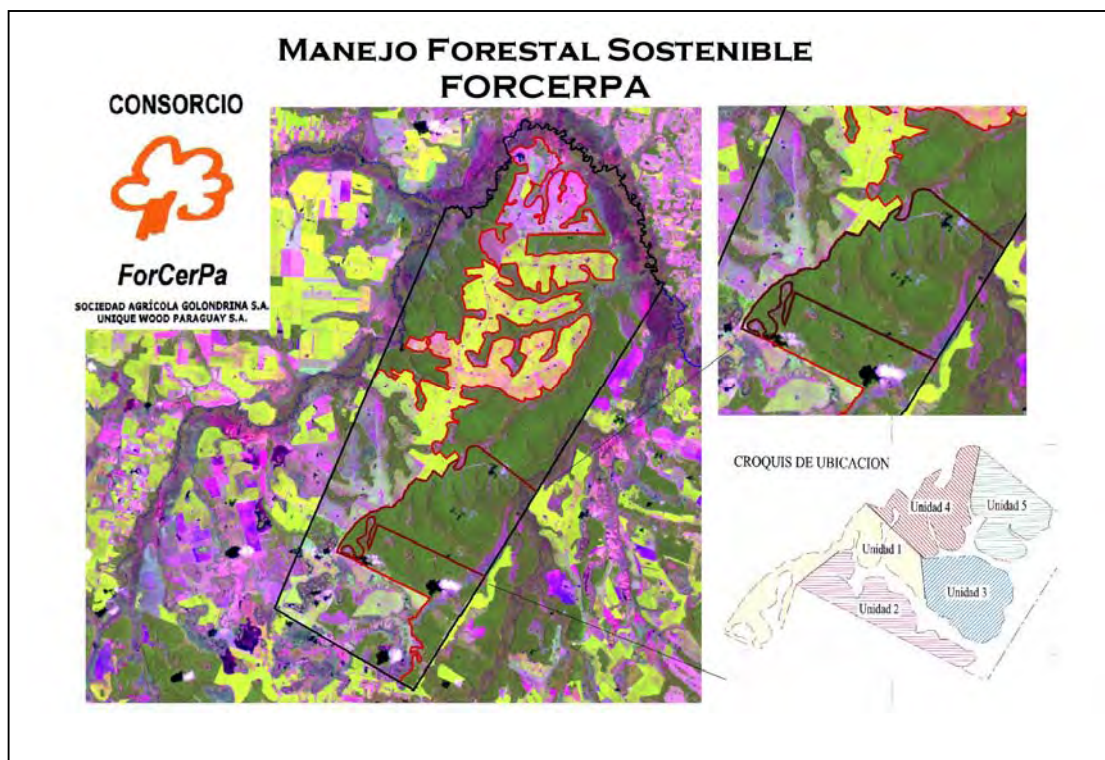 MANEJO FORESTAL SOSTENIBLE
FORCERPA
CONSORCIO
ForCerPa
SOCIEDAD AGRÍCOLA GOLONDRINA S.A.
UNIQUE WOOD PARAGUAY S.A.
CROQUIS DE UBICACION
Unidad 4
Unidad 5
Unidad 1
Unidad 3
Unidad 2